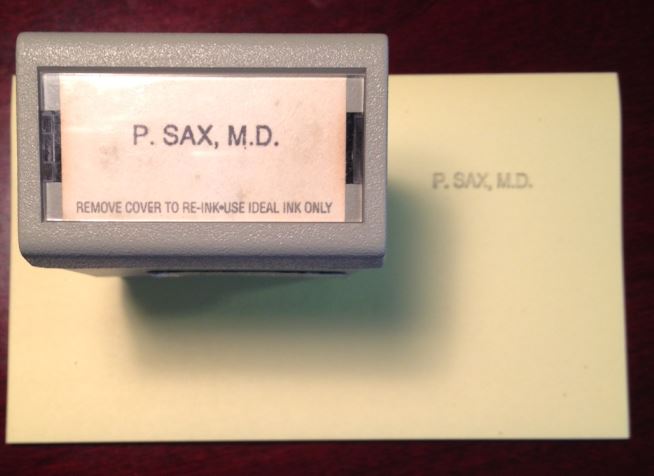 P. SAX, M.D.
REMOVE COVER TO RE-INK•USE IDEAL INK ONLY
P. SAX, M.D.